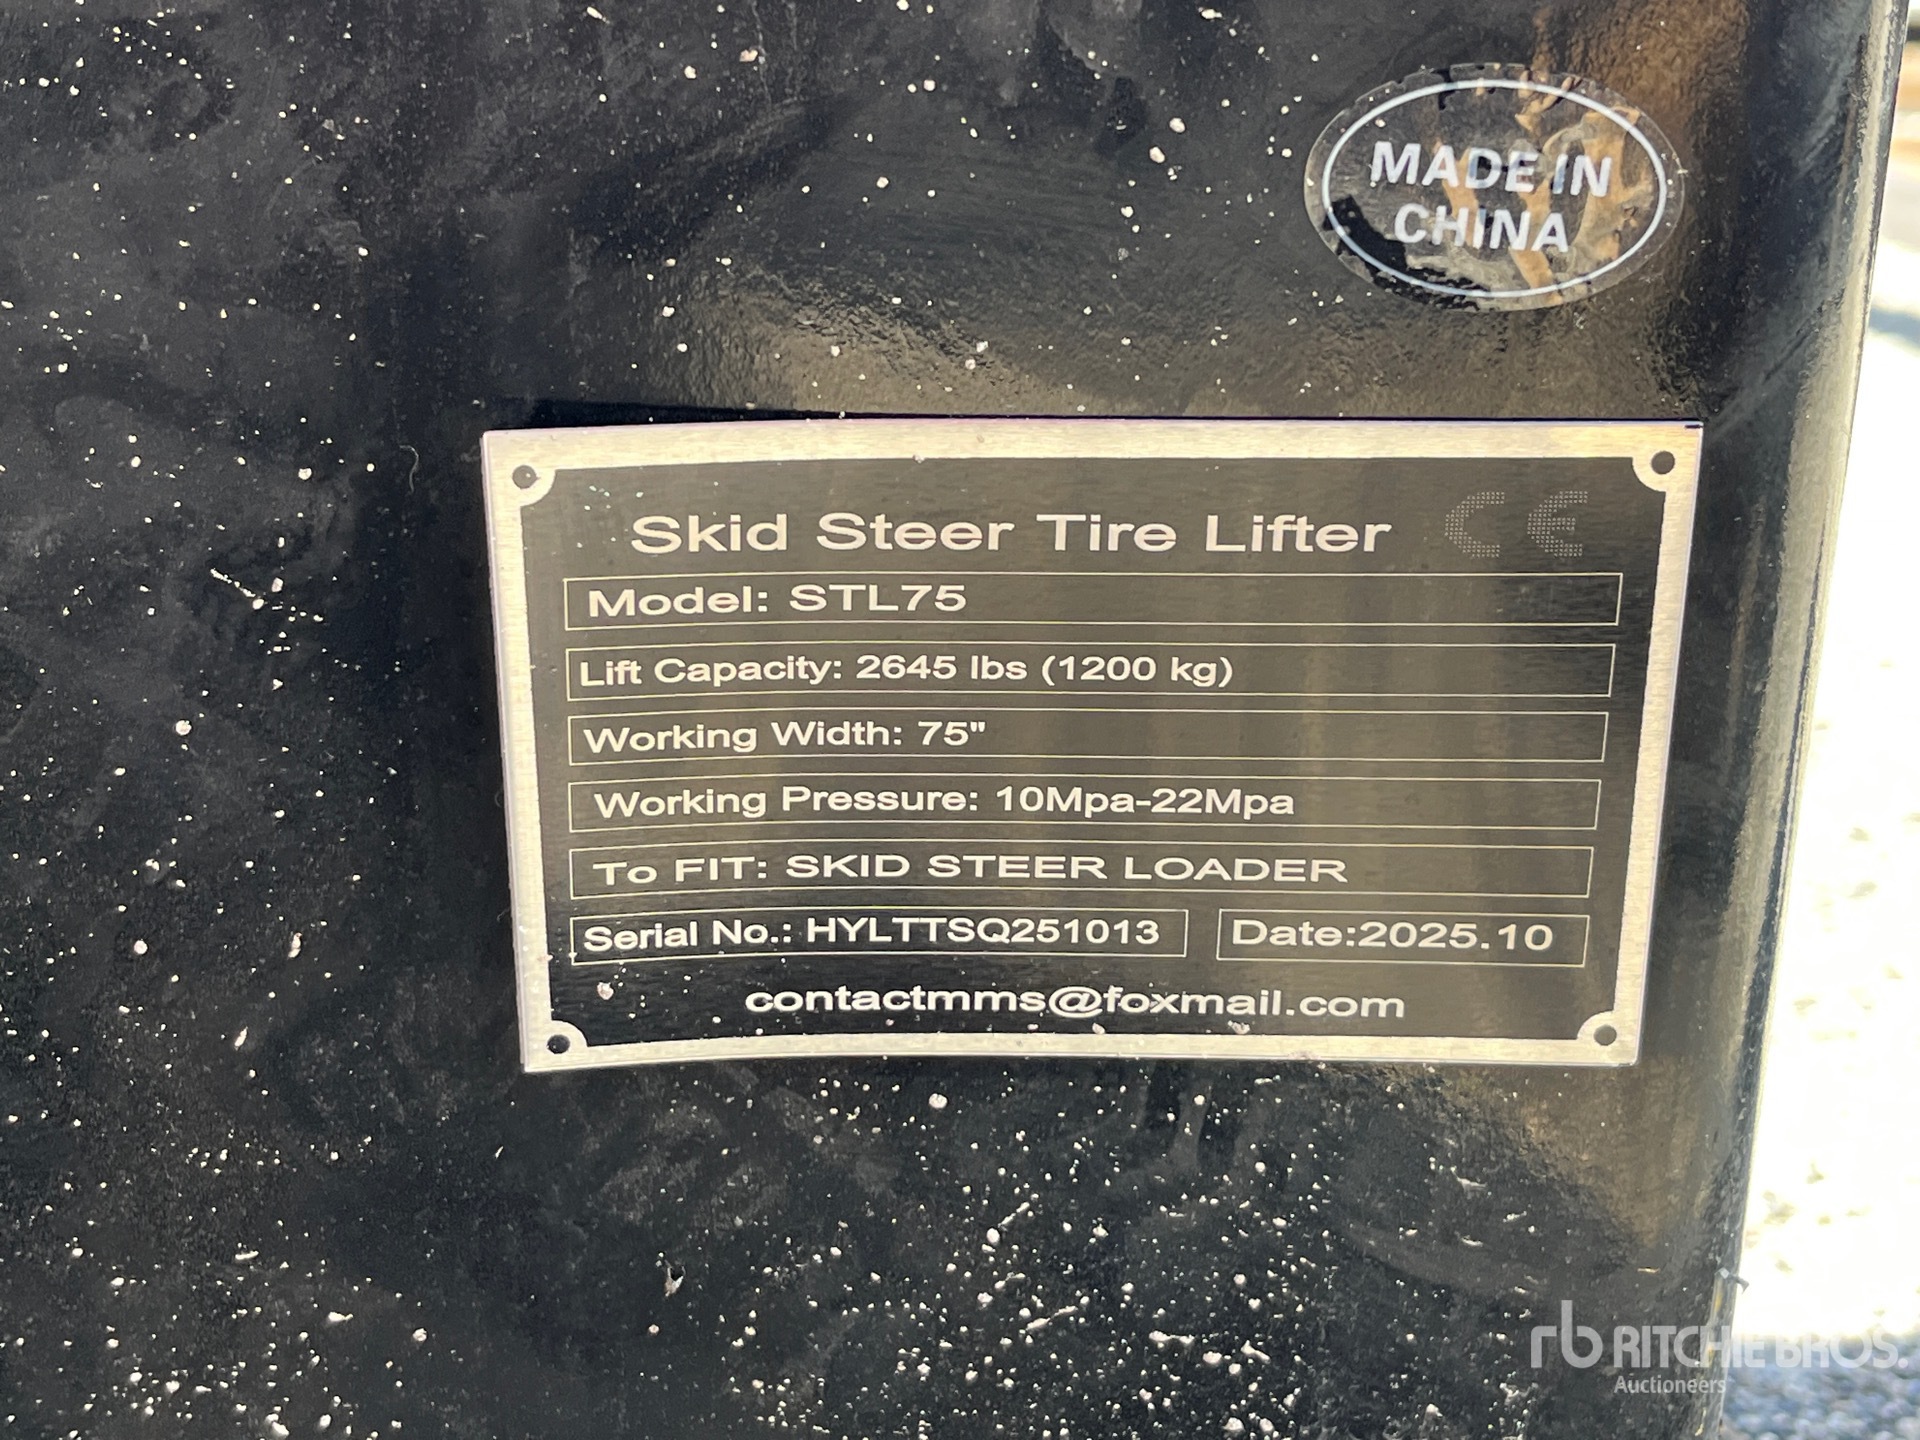 MADE IN
CHINA
Skid Steer Tire Lifter CE
Model: STL75
Lift Capacity: 2645 lbs (1200 kg)
Working Width: 75"
Working Pressure: 10Mpa-22Mpa
To FIT: SKID STEER LOADER
Serial No.: HYLTTSQ251013 Date:2025.10
contactmms@foxmail.com
rb RITCHIE BROS.
Auctioneers